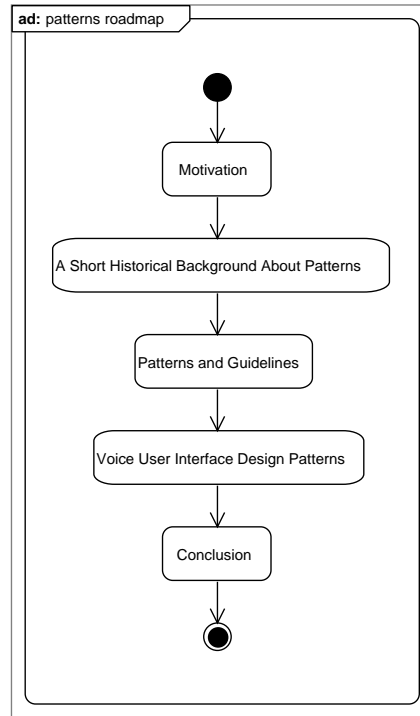 ad: patterns roadmap
Motivation
A Short Historical Background About Patterns
Patterns and Guidelines
Voice User Interface Design Patterns
Conclusion